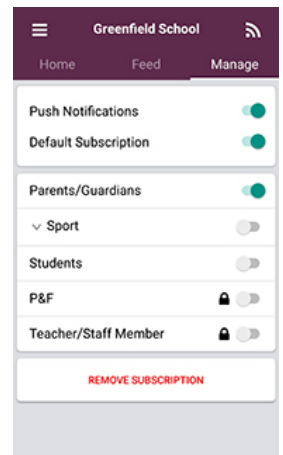 Greenfield School
Home Feed Manage
Push Notifications
Default Subscription
Parents/Guardians
Sport
Students
P&F
Teacher/Staff Member
REMOVE SUBSCRIPTION